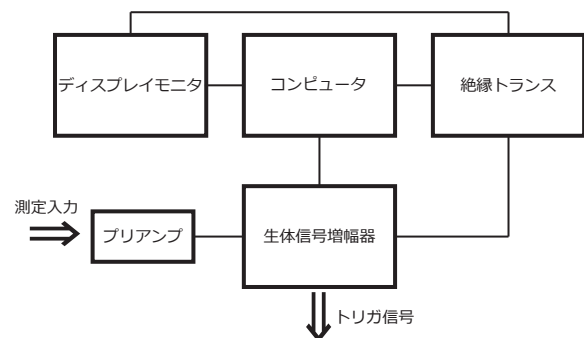 ディスプレイモニタ
コンピュータ
絶縁トランス
測定入力
プリアンプ
生体信号増幅器
トリガ信号